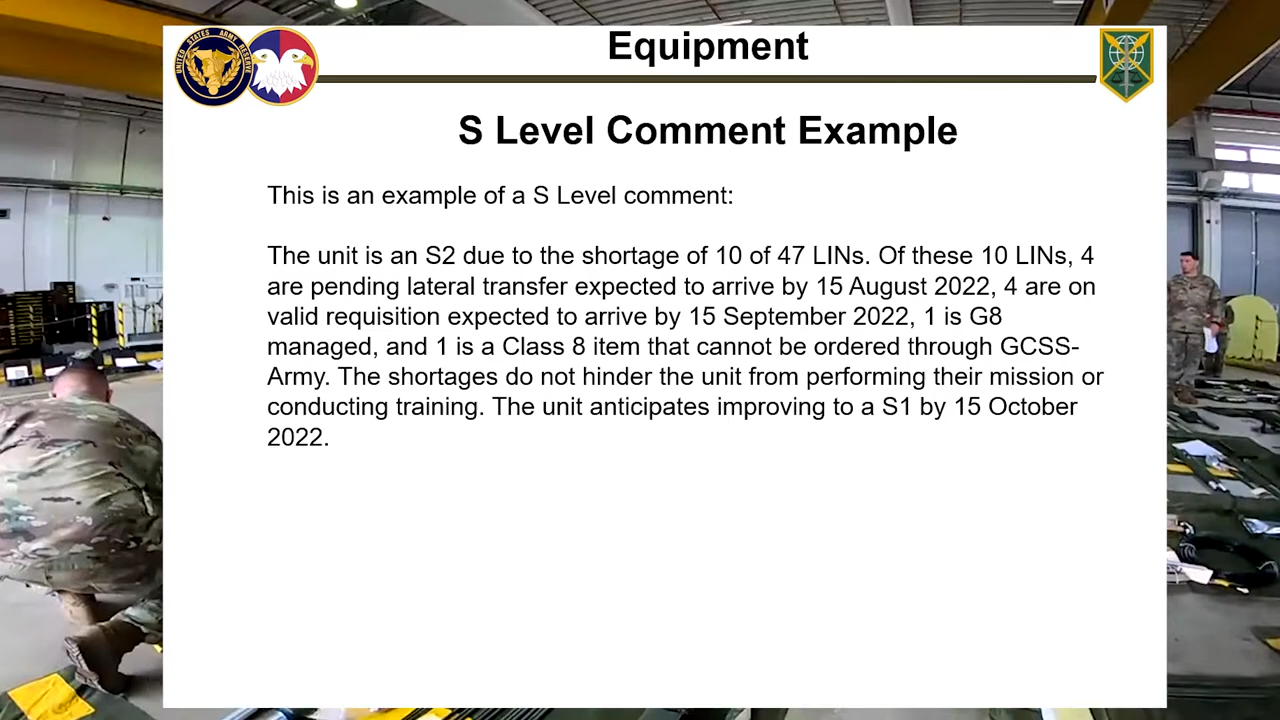 UNITED STATES ARMY RESERVE
Equipment
S Level Comment Example
This is an example of a S Level comment:
The unit is an S2 due to the shortage of 10 of 47 LINs. Of these 10 LINs, 4
are pending lateral transfer expected to arrive by 15 August 2022, 4 are on
valid requisition expected to arrive by 15 September 2022, 1 is G8
managed, and 1 is a Class 8 item that cannot be ordered through GCSS-
Army. The shortages do not hinder the unit from performing their mission or
conducting training. The unit anticipates improving to a S1 by 15 October
2022.